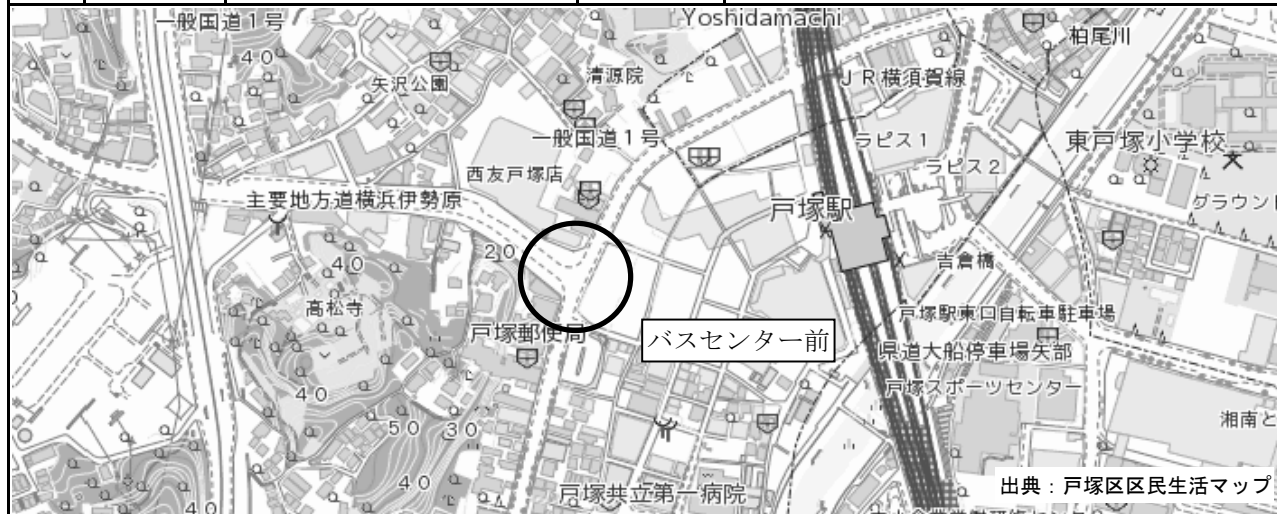 一般国道1号
Yoshidamachi
柏尾川
40
矢沢公園
清源院
JR横須賀線
一般国道1号
ラピス1
東戸塚小学校
西友戸塚店
ラピス2
主要地方道横浜伊勢原
戸塚駅
グラウンド
20
40
吉倉橋
高松寺
戸塚駅東口自転車駐車場
戸塚郵便局
バスセンター前
県道大船停車場矢部
戸塚スポーツセンター
40
湘南と
50
30
40
戸塚共立第一病院
出典：戸塚区区民生活マップ
40